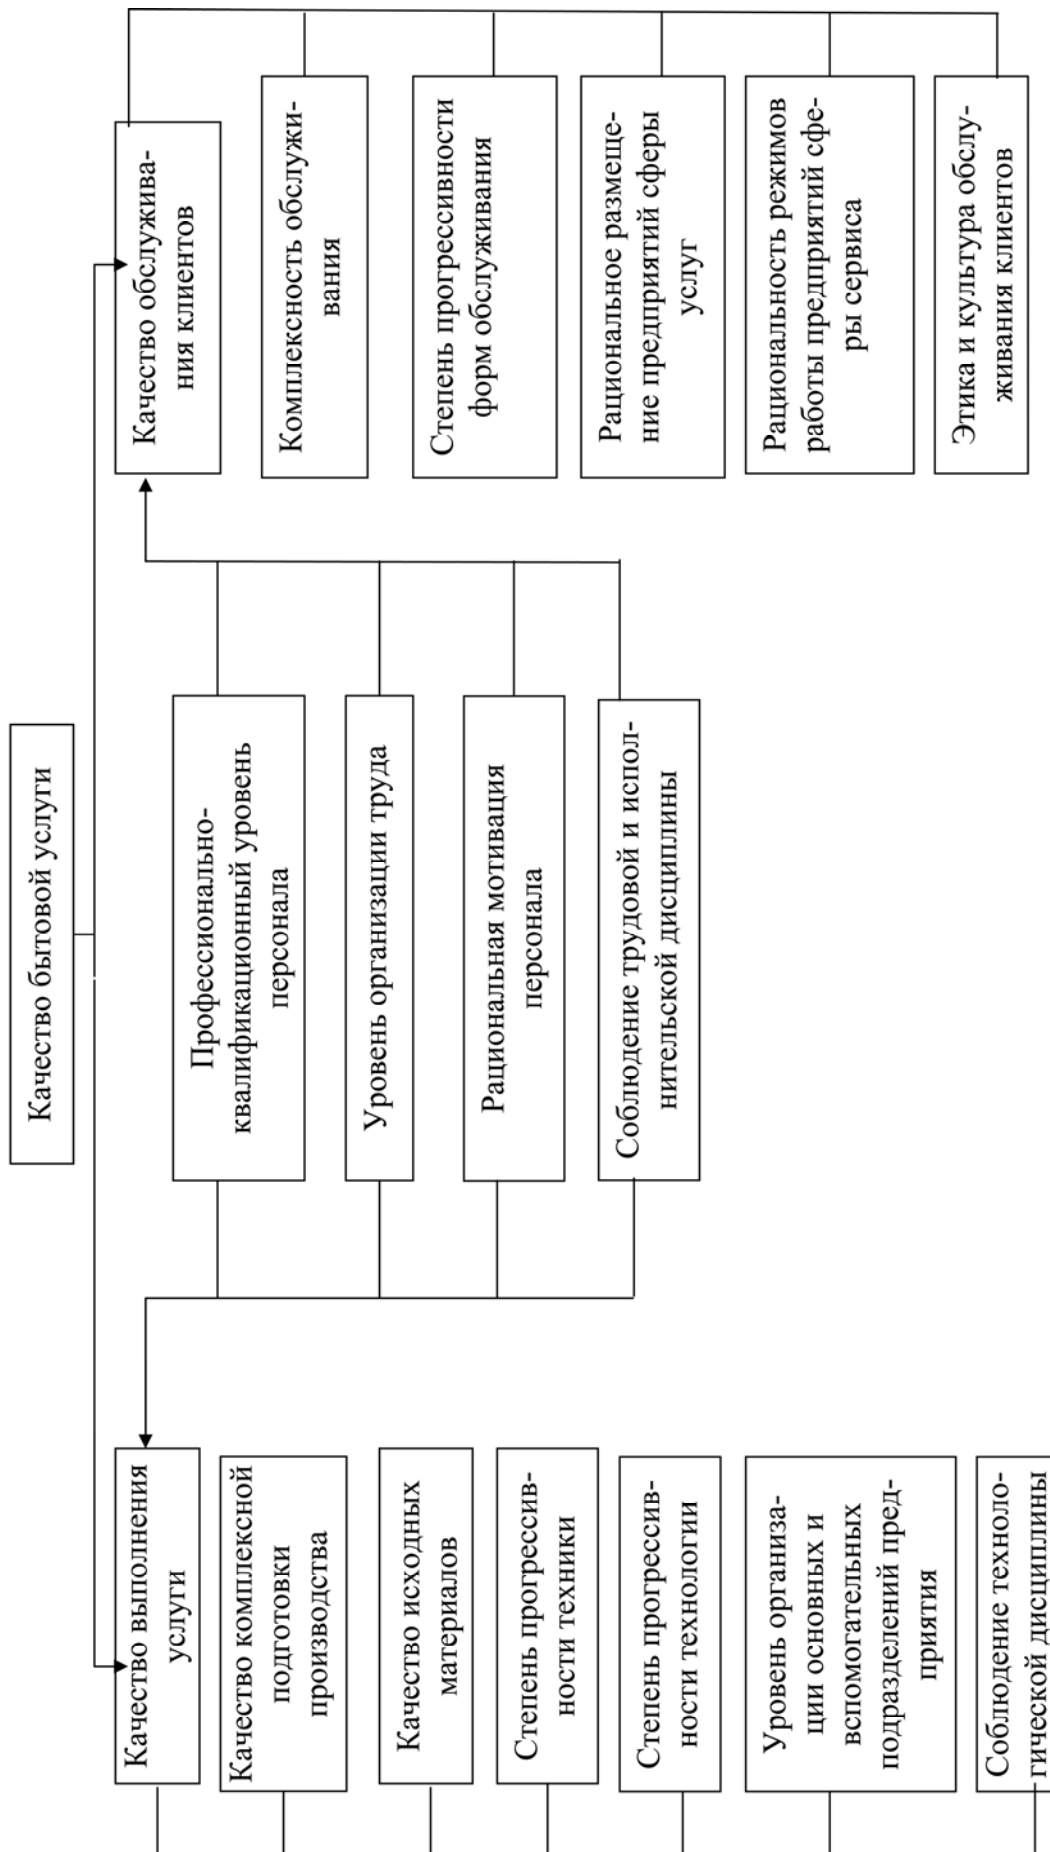 Качество бытовой услуги
Качество выполнения
услуги
Качество комплексной
подготовки
производства
Качество исходных
материалов
Степень прогрессив-
ности техники
Степень прогрессив-
ности технологии
Уровень организа-
ции основных и
вспомогательных
подразделений пред-
приятия
Соблюдение техноло-
гической дисциплины
Профессионально-
квалификационный уровень
персонала
Уровень организации труда
Рациональная мотивация
персонала
Соблюдение трудовой и испол-
нительской дисциплины
Качество обслужива-
ния клиентов
Комплексность обслужи-
вания
Степень прогрессивности
форм обслуживания
Рациональное размеще-
ние предприятий сферы
услуг
Рациональность режимов
работы предприятий сфе-
ры сервиса
Этика и культура обслу-
живания клиентов